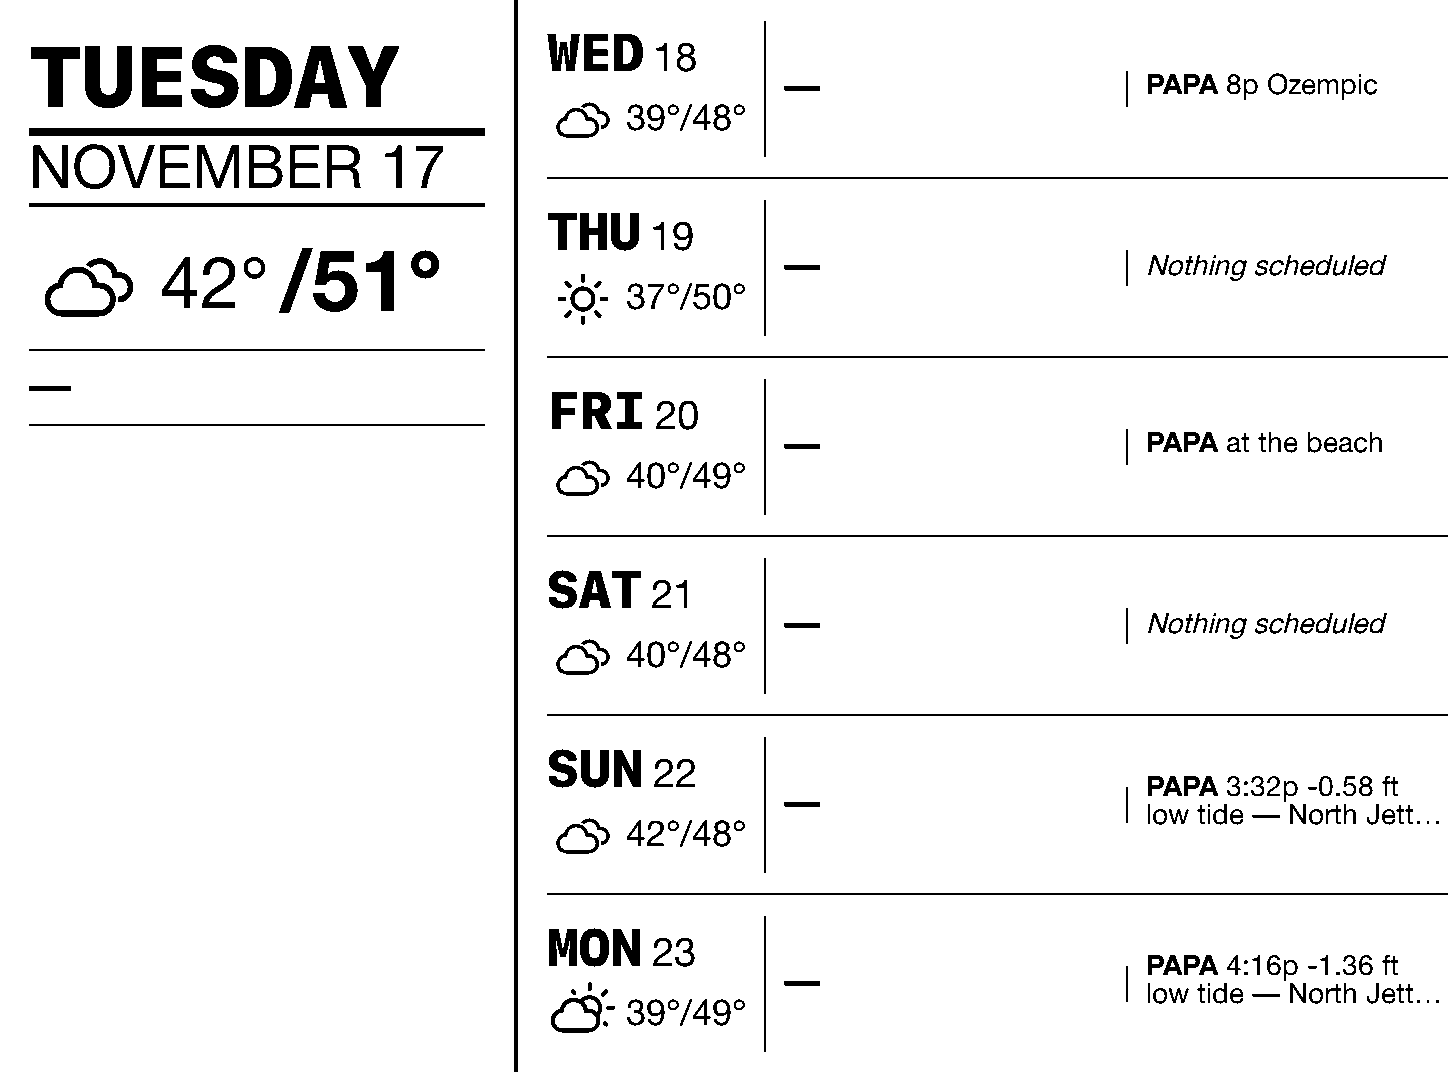 TUESDAY
NOVEMBER 17
42° /51°
—
WED 18
39°/48°
—
PAPA 8p Ozempic
THU 19
37°/50°
—
Nothing scheduled
FRI 20
40°/49°
—
PAPA at the beach
SAT 21
40°/48°
—
Nothing scheduled
SUN 22
42°/48°
—
PAPA 3:32p -0.58 ft
low tide — North Jett…
MON 23
39°/49°
—
PAPA 4:16p -1.36 ft
low tide — North Jett…